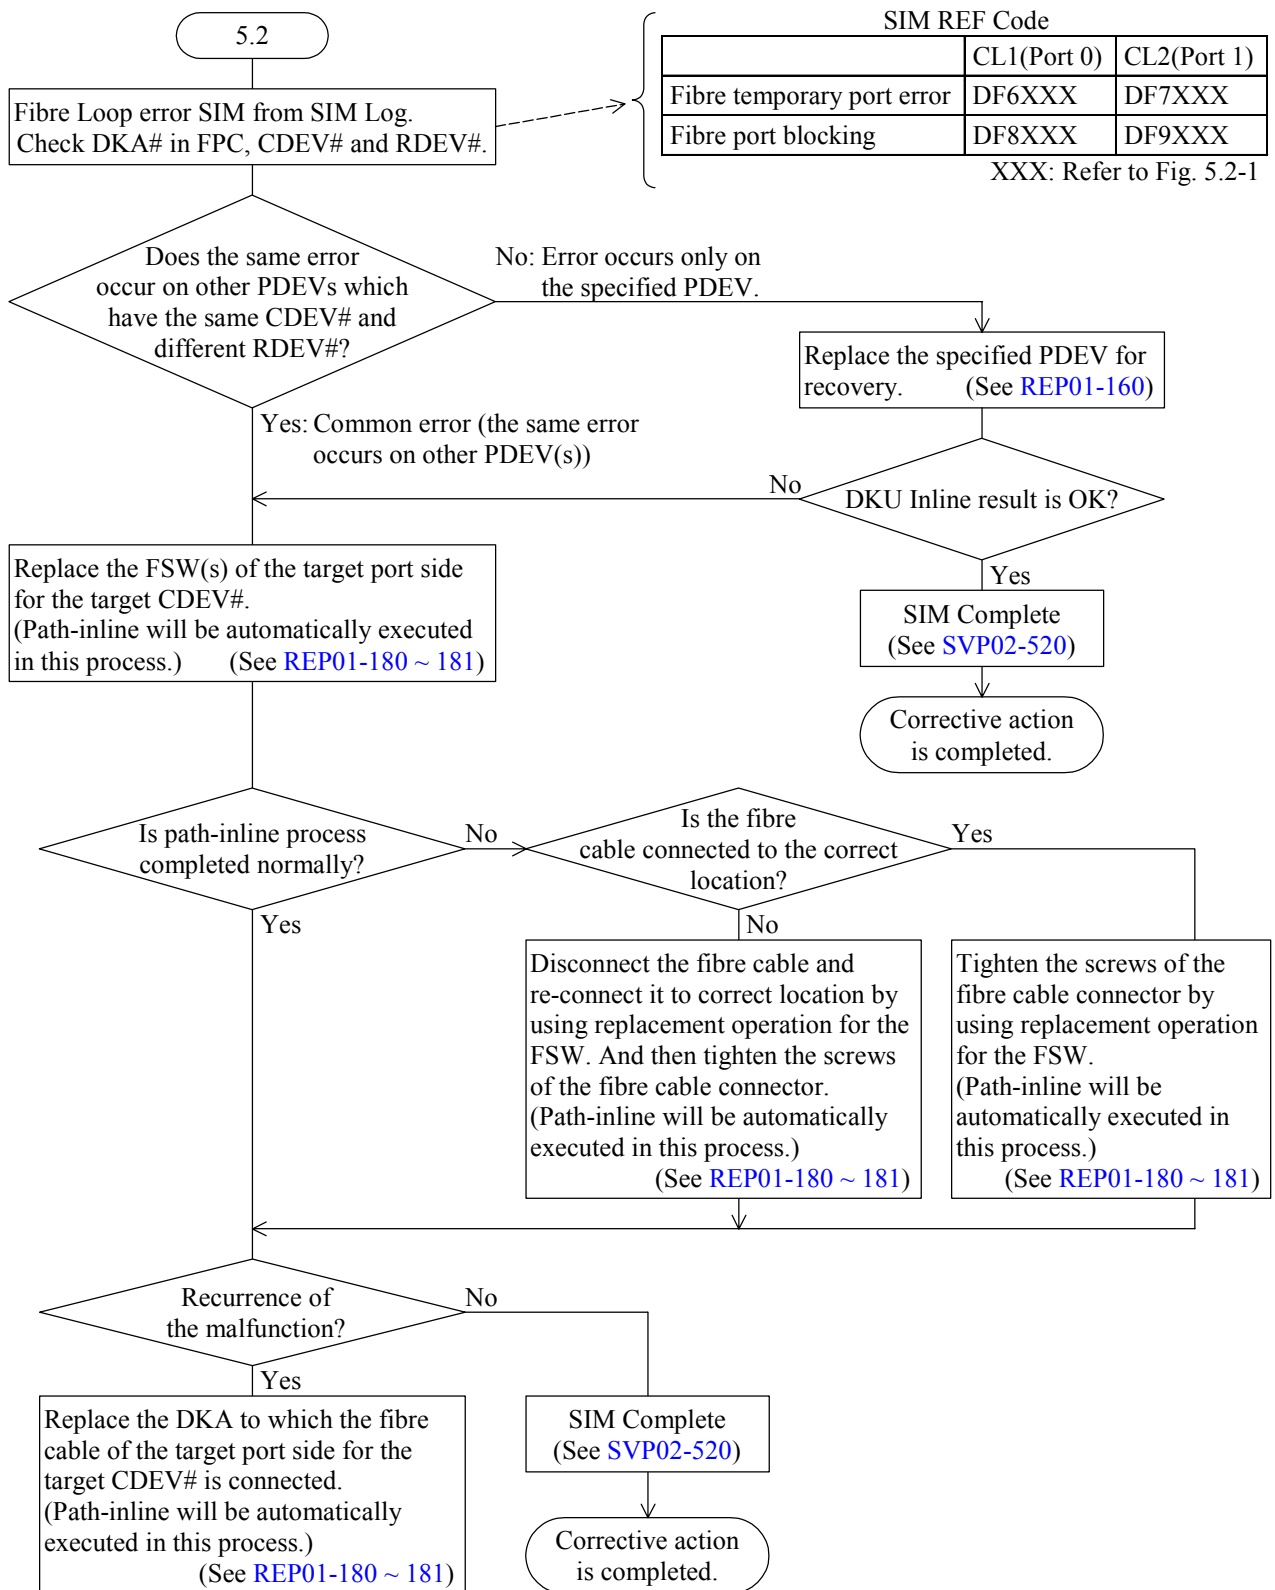 5.2
Fibre Loop error SIM from SIM Log.
Check DKA# in FPC, CDEV# and RDEV#.
SIM REF Code
CL1(Port 0) CL2(Port 1)
Fibre temporary port error DF6XXX DF7XXX
Fibre port blocking DF8XXX DF9XXX
XXX: Refer to Fig. 5.2-1
Does the same error
occur on other PDEVs which
have the same CDEV# and
different RDEV#?
No: Error occurs only on
the specified PDEV.
Replace the specified PDEV for
recovery. (See REP01-160)
Yes: Common error (the same error
occurs on other PDEV(s))
No
DKU Inline result is OK?
Yes
SIM Complete
(See SVP02-520)
Corrective action
is completed.
Replace the FSW(s) of the target port side
for the target CDEV#.
(Path-inline will be automatically executed
in this process.) (See REP01-180 ~ 181)
Is path-inline process
completed normally?
No
Yes
Is the fibre
cable connected to the correct
location?
Yes
No
Disconnect the fibre cable and
re-connect it to correct location by
using replacement operation for the
FSW. And then tighten the screws
of the fibre cable connector.
(Path-inline will be automatically
executed in this process.)
(See REP01-180 ~ 181)
Tighten the screws of the
fibre cable connector by
using replacement operation
for the FSW.
(Path-inline will be
automatically executed in
this process.)
(See REP01-180 ~ 181)
Recurrence of
the malfunction?
No
Yes
Replace the DKA to which the fibre
cable of the target port side for the
target CDEV# is connected.
(Path-inline will be automatically
executed in this process.)
(See REP01-180 ~ 181)
SIM Complete
(See SVP02-520)
Corrective action
is completed.